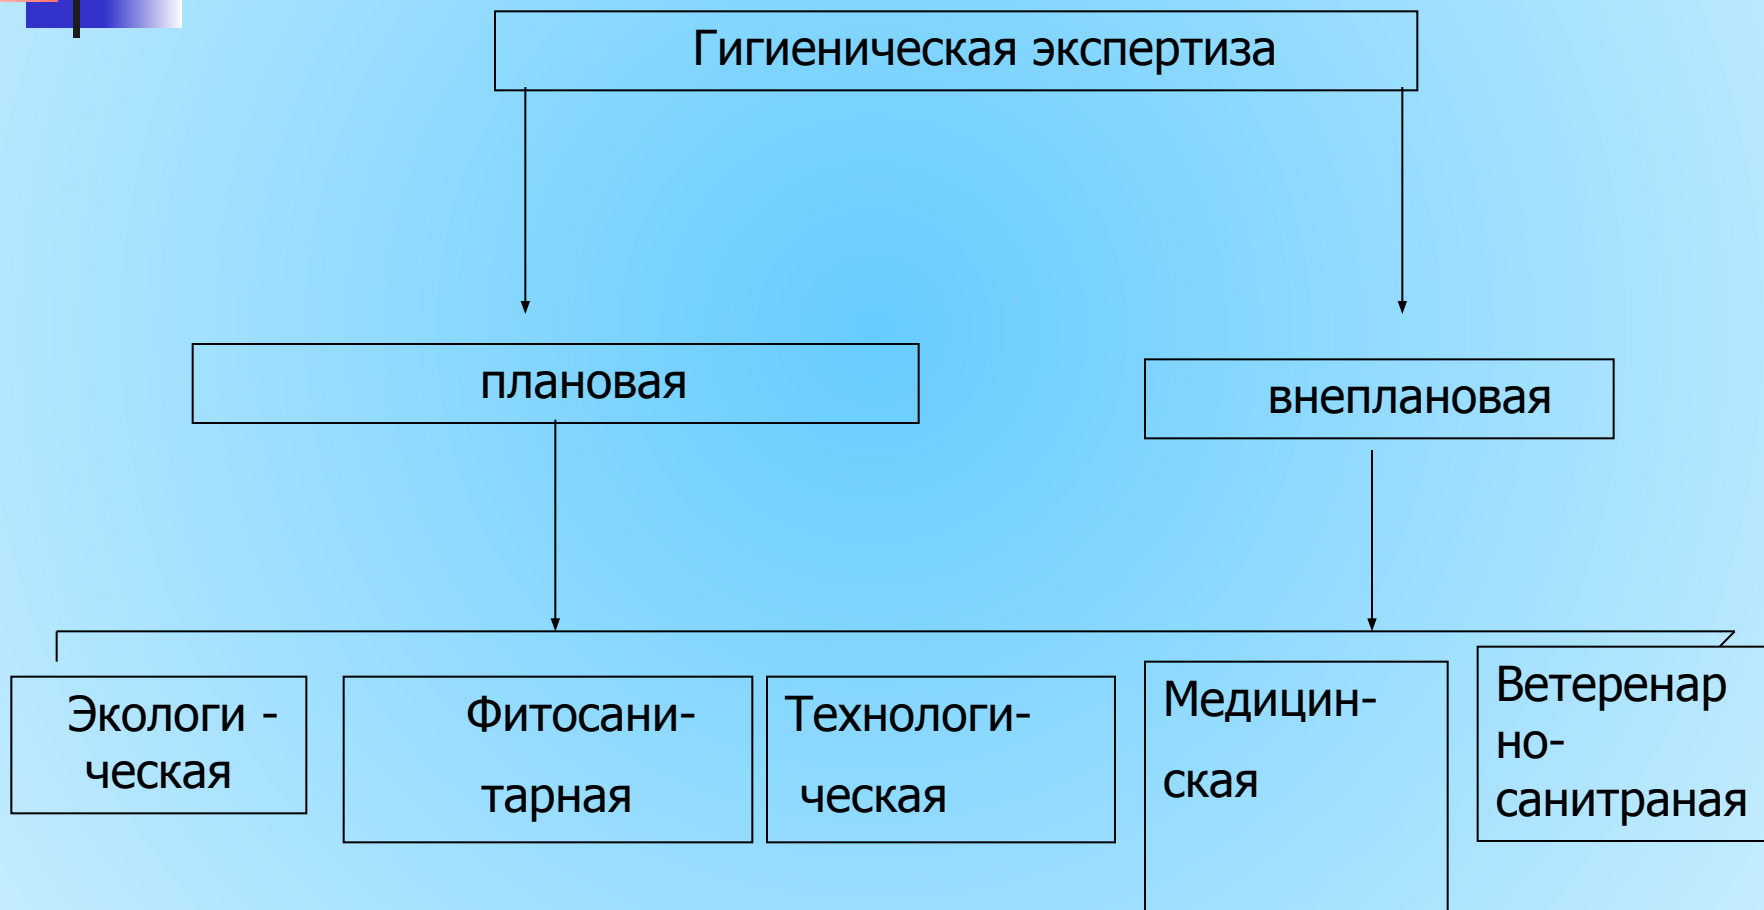 Гигиеническая экспертиза
плановая
внеплановая
Экологи -
ческая
Фитосани-
тарная
Технологи-
ческая
Медицин-
ская
Ветеренар
но-
санитраная